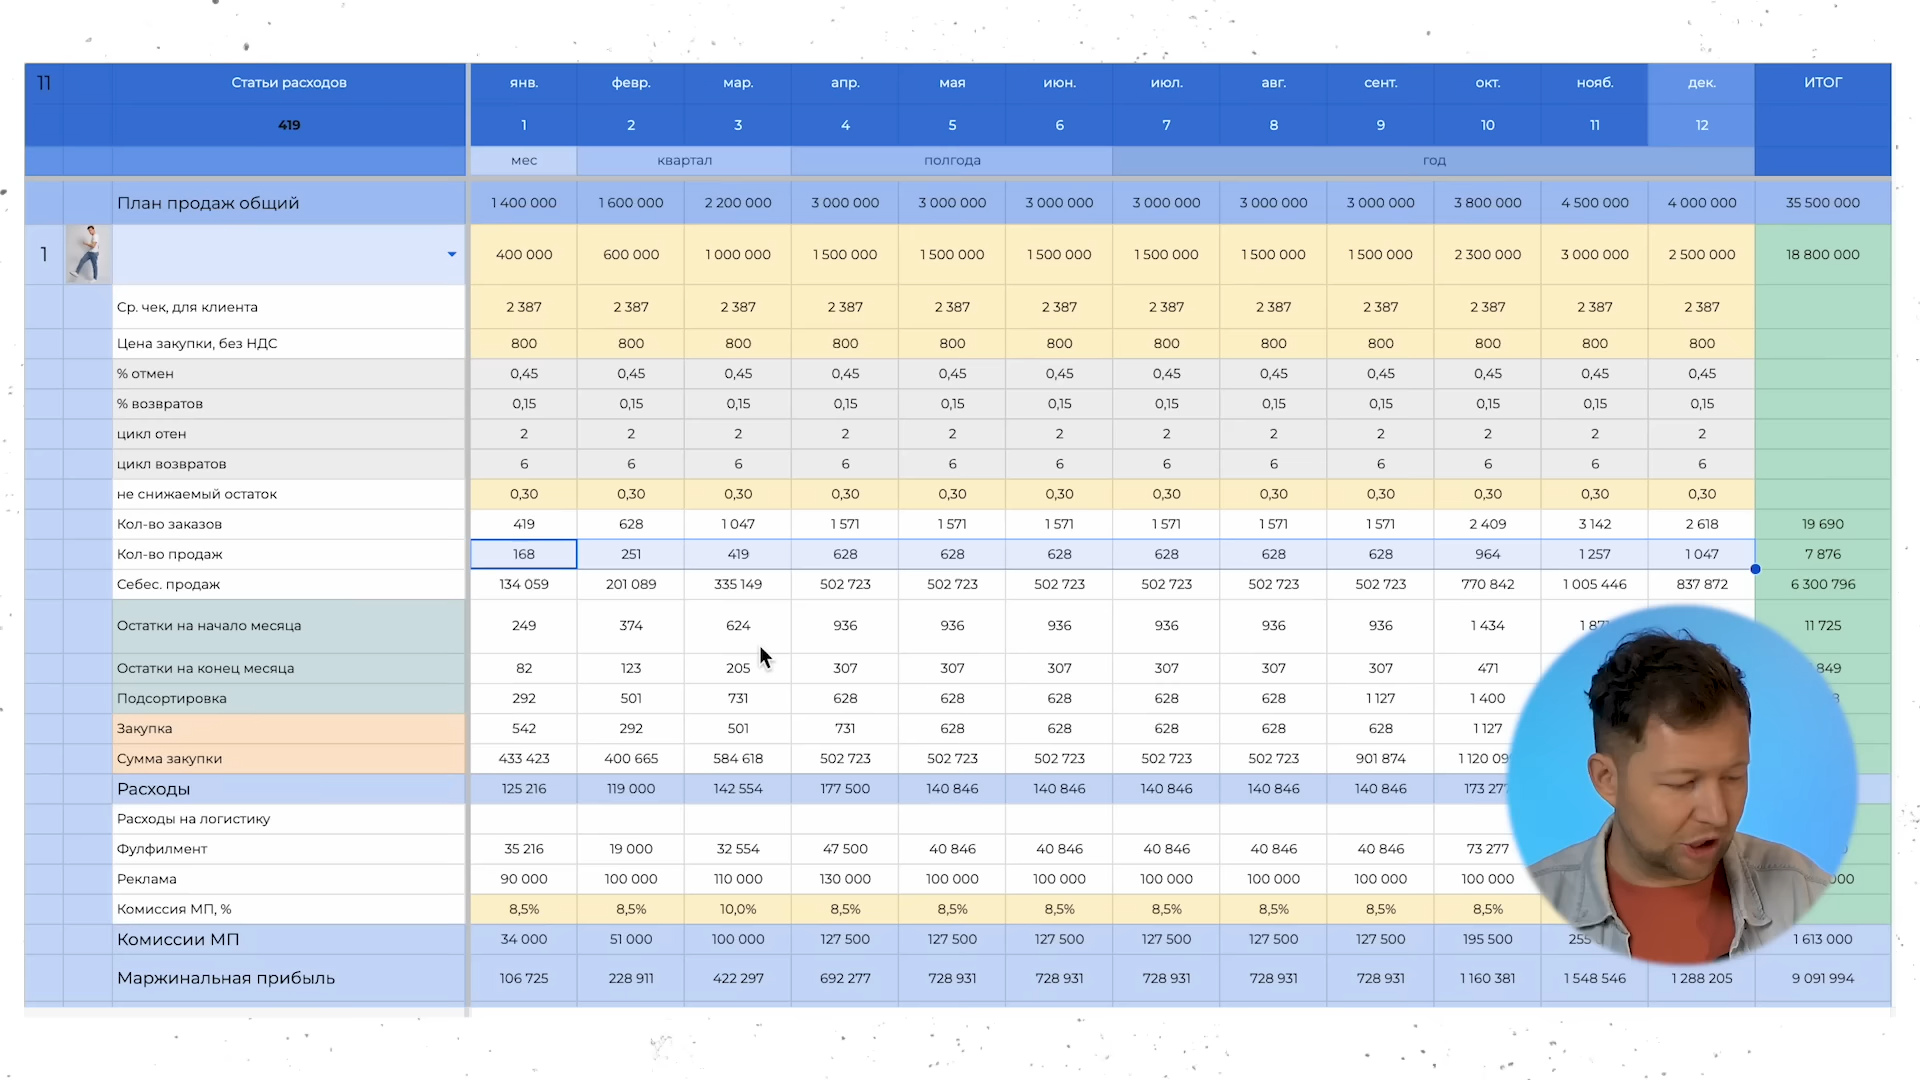 11 Статьи расходов янв. февр. мар. апр. мая июн. июл. авг. сент. окт. нояб. дек. ИТОГ
419 1 2 3 4 5 6 7 8 9 10 11 12
мес квартал полгода год
План продаж общий 1 400 000 1 600 000 2 200 000 3 000 000 3 000 000 3 000 000 3 000 000 3 000 000 3 000 000 3 800 000 4 500 000 4 000 000 35 500 000
1 400 000 600 000 1 000 000 1 500 000 1 500 000 1 500 000 1 500 000 1 500 000 1 500 000 2 300 000 3 000 000 2 500 000 18 800 000
Ср. чек, для клиента 2 387 2 387 2 387 2 387 2 387 2 387 2 387 2 387 2 387 2 387 2 387 2 387
Цена закупки, без НДС 800 800 800 800 800 800 800 800 800 800 800 800
% отмен 0,45 0,45 0,45 0,45 0,45 0,45 0,45 0,45 0,45 0,45 0,45 0,45
% возвратов 0,15 0,15 0,15 0,15 0,15 0,15 0,15 0,15 0,15 0,15 0,15 0,15
цикл отен 2 2 2 2 2 2 2 2 2 2 2 2
цикл возвратов 6 6 6 6 6 6 6 6 6 6 6 6
не снижаемый остаток 0,30 0,30 0,30 0,30 0,30 0,30 0,30 0,30 0,30 0,30 0,30 0,30
Кол-во заказов 419 628 1 047 1 571 1 571 1 571 1 571 1 571 1 571 2 409 3 142 2 618 19 690
Кол-во продаж 168 251 419 628 628 628 628 628 628 964 1 257 1 047 7 876
Себес. продаж 134 059 201 089 335 149 502 723 502 723 502 723 502 723 502 723 502 723 770 842 1 005 446 837 872 6 300 796
Остатки на начало месяца 249 374 624 936 936 936 936 936 936 1 434 11 725
Остатки на конец месяца 82 123 205 307 307 307 307 307 307 471
Подсортировка 292 501 731 628 628 628 628 628 1 127 1 400
Закупка 542 292 501 731 628 628 628 628 628 1 127
Сумма закупки 433 423 400 665 584 618 502 723 502 723 502 723 502 723 502 723 901 874
Расходы 125 216 119 000 142 554 177 500 140 846 140 846 140 846 140 846 140 846
Расходы на логистику
Фулфилмент 35 216 19 000 32 554 47 500 40 846 40 846 40 846 40 846 40 846 73 277
Реклама 90 000 100 000 110 000 130 000 100 000 100 000 100 000 100 000 100 000 100 000
Комиссия МП, % 8,5% 8,5% 10,0% 8,5% 8,5% 8,5% 8,5% 8,5% 8,5% 8,5%
Комиссии МП 34 000 51 000 100 000 127 500 127 500 127 500 127 500 127 500 127 500 195 500 1 613 000
Маржинальная прибыль 106 725 228 911 422 297 692 277 728 931 728 931 728 931 728 931 728 931 1 160 381 1 548 546 1 288 205 9 091 994